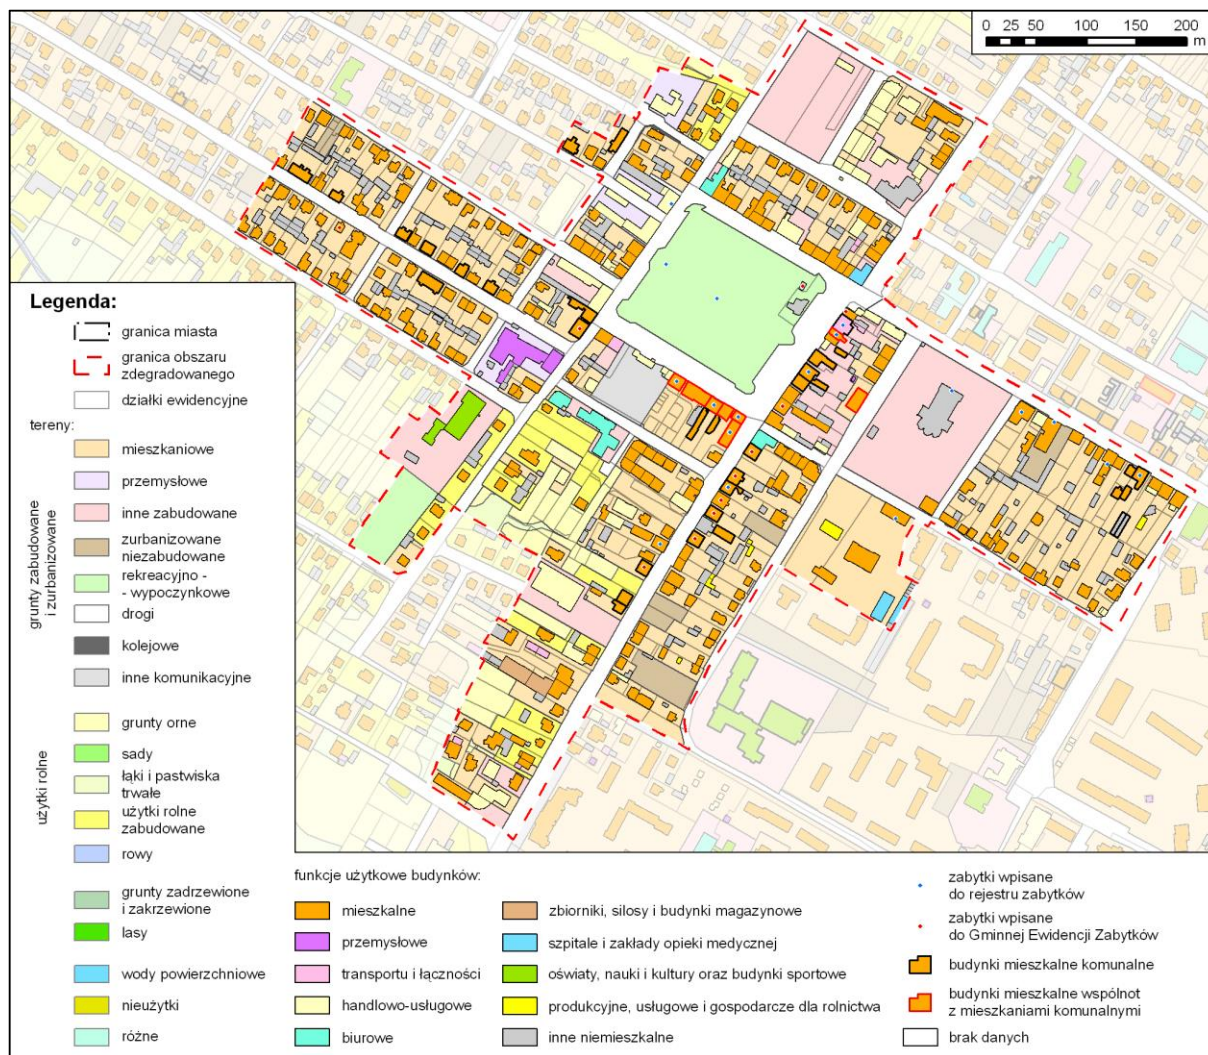 0 25 50 100 150 200
m
Legenda:
granica miasta
granica obszaru
zdegradowanego
działki ewidencyjne
tereny:
grunty zabudowane
i zurbanizowane
mieszkaniowe
przemysłowe
inne zabudowane
zurbanizowane
niezabudowane
rekreacyjno -
- wypoczynkowe
drogi
kolejowe
inne komunikacyjne
użytki rolne
grunty orne
sady
łąki i pastwiska
trwałe
użytki rolne
zabudowane
rowy
grunty zadrzewione
i zakrzewione
lasy
wody powierzchniowe
nieużytki
różne
funkcje użytkowe budynków:
mieszkalne
przemysłowe
transportu i łączności
handlowo-usługowe
biurowe
zbiorniki, silosy i budynki magazynowe
szpitale i zakłady opieki medycznej
oświaty, nauki i kultury oraz budynki sportowe
produkcyjne, usługowe i gospodarcze dla rolnictwa
inne niemieszkalne
zabytki wpisane
do rejestru zabytków
zabytki wpisane
do Gminnej Ewidencji Zabytków
budynki mieszkalne komunalne
budynki mieszkalne wspólnot
z mieszkaniami komunalnymi
brak danych